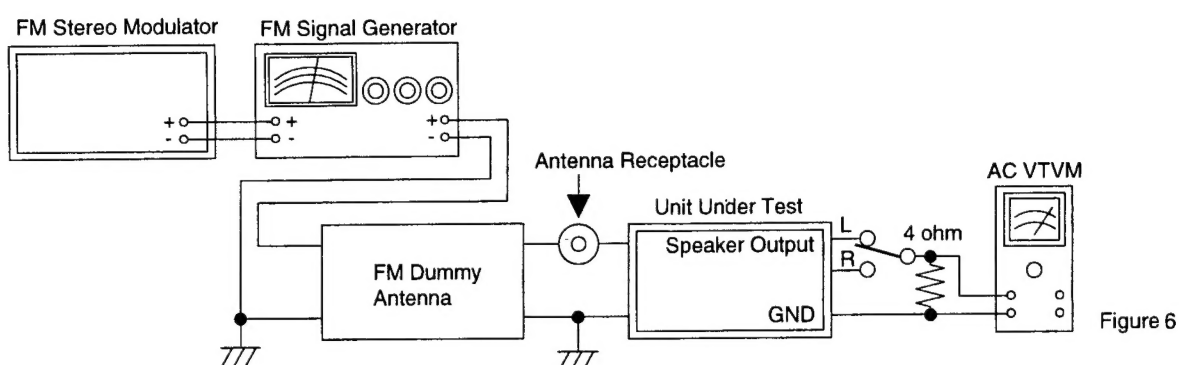 FM Stereo Modulator
FM Signal Generator
+ +
- -
+
-
Antenna Receptacle
AC VTVM
Unit Under Test
Speaker Output
L
R
4 ohm
FM Dummy
Antenna
GND
Figure 6